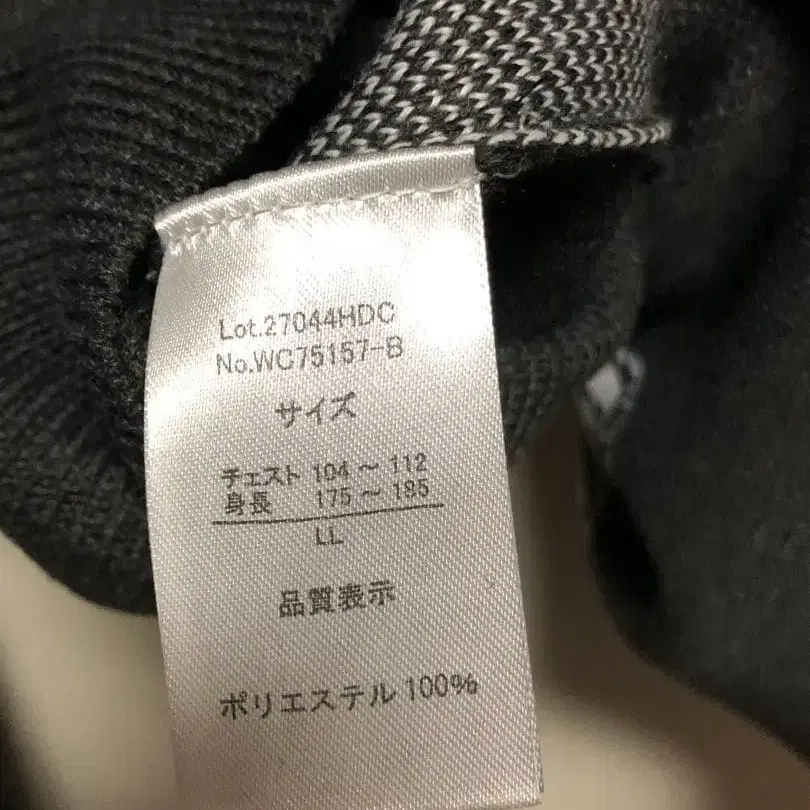 Lot.27044HDC
No.WC75157-B
サイズ
チェスト 104 ~ 112
身長 175 ~ 185
LL
品質表示
ポリエステル 100%